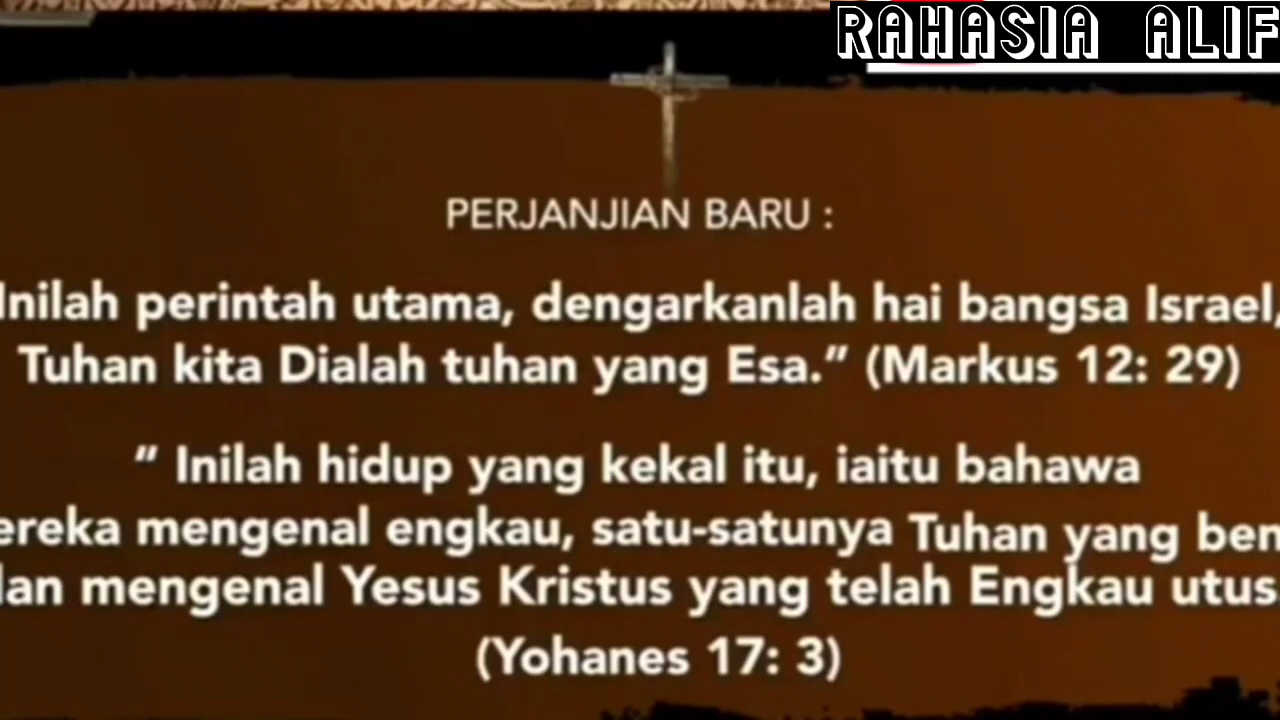 RAHASIA ALIF
PERJANJIAN BARU :
Inilah perintah utama, dengarkanlah hai bangsa Israel,
Tuhan kita Dialah tuhan yang Esa.” (Markus 12: 29)
“ Inilah hidup yang kekal itu, iaitu bahawa
ereka mengenal engkau, satu-satunya Tuhan yang ben
dan mengenal Yesus Kristus yang telah Engkau utus
(Yohanes 17: 3)